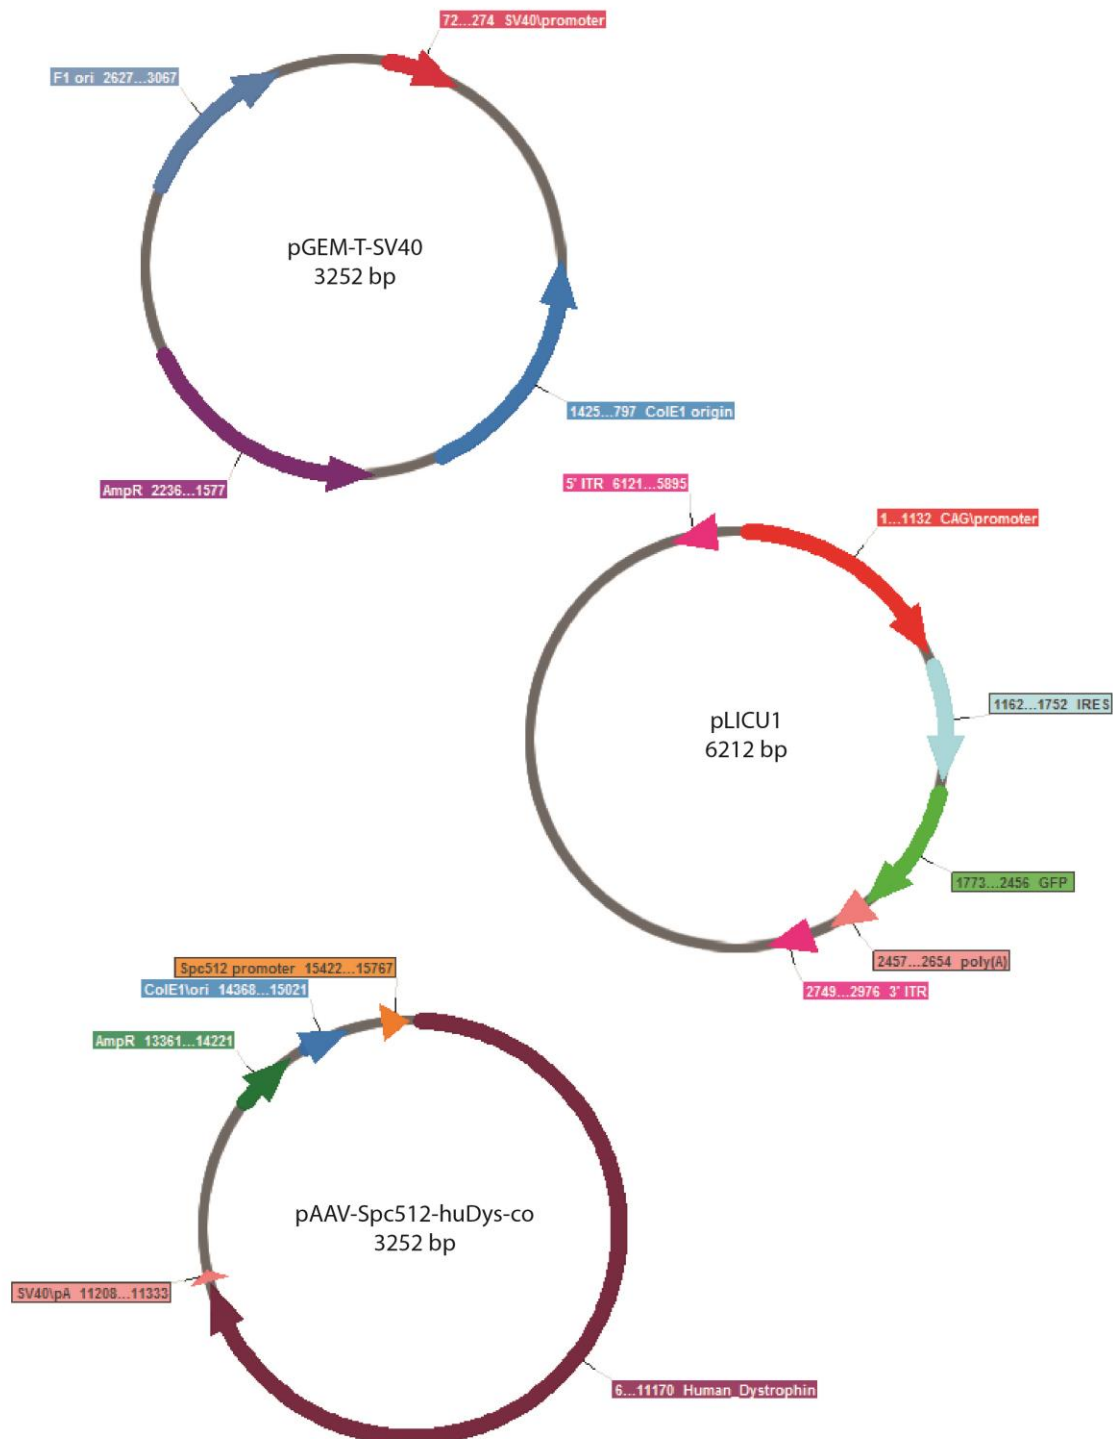 72...274 SV40\promoter
F1 ori 2627...3067
pGEM-T-SV40
3252 bp
1425...797 ColE1 origin
AmpR 2236...1577
5' ITR 6121...5895
1...1132 CAG\promoter
1162...1752 IRES
pLICU1
6212 bp
1773...2456 GFP
2457...2654 poly(A)
2749...2976 3' ITR
Spc512 promoter 15422...15767
ColE1\ori 14368...15021
AmpR 13361...14221
pAAV-Spc512-huDys-co
3252 bp
SV40\pA 11208...11333
6...11170 Human_Dystrophin